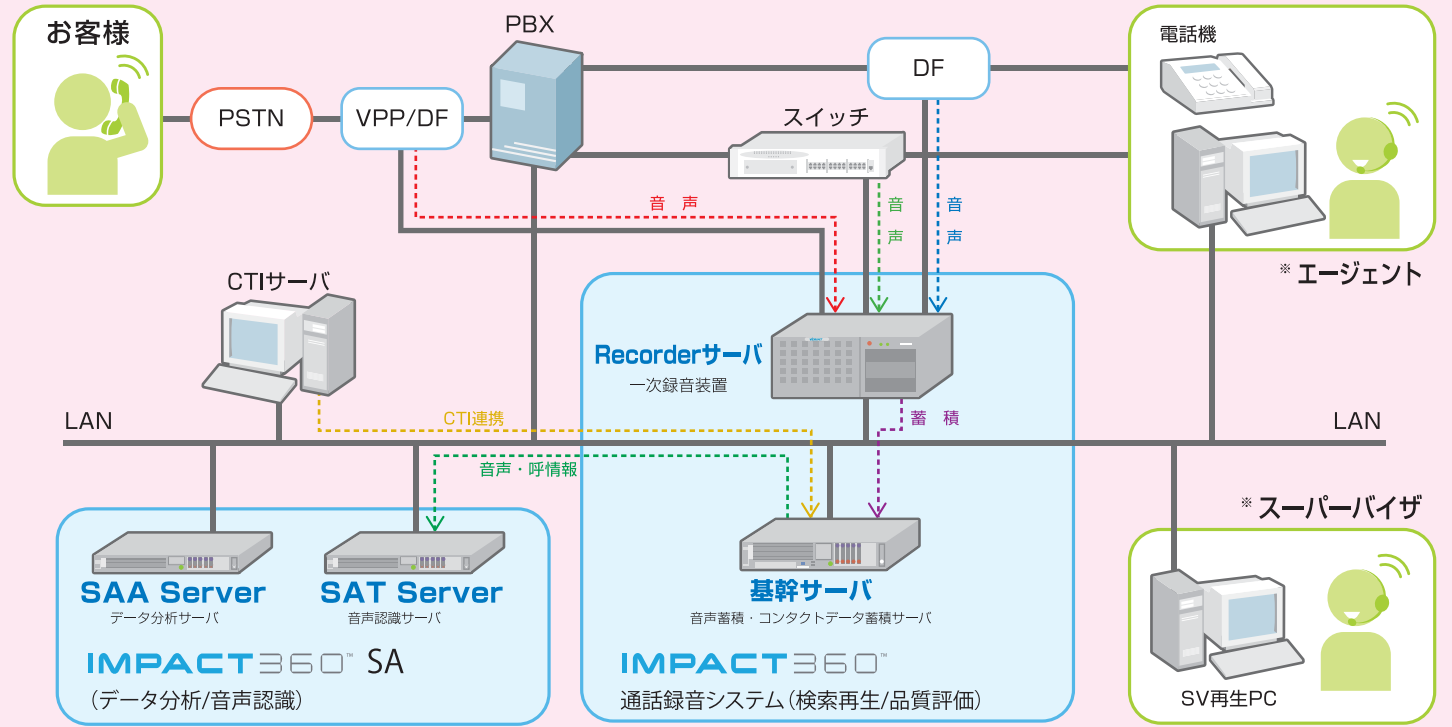 お客様
PSTN
VPP/DF
PBX
DF
スイッチ
電話機
※ エージェント
音 声
音声
音声
CTIサーバ
Recorderサーバ
一次録音装置
CTI連携
蓄 積
LAN
LAN
音声・呼情報
※ スーパーバイザ
SAA Server
データ分析サーバ
SAT Server
音声認識サーバ
基幹サーバ
音声蓄積・コンタクトデータ蓄積サーバ
IMPACT360™ SA
（データ分析/音声認識）
IMPACT360™
通話録音システム（検索再生/品質評価）
SV再生PC